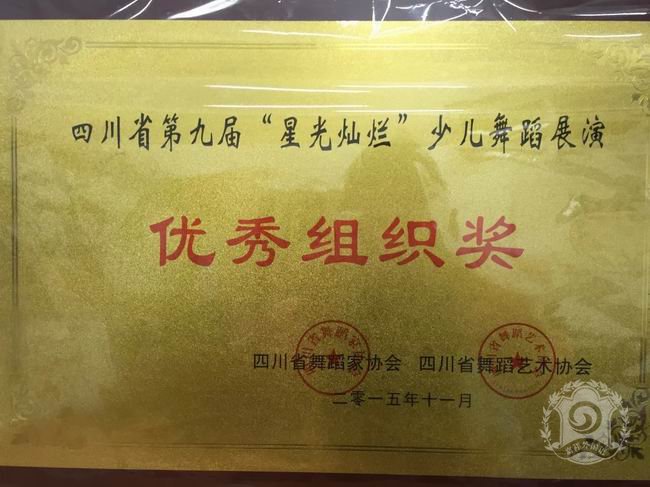 四川省第九届“星光灿烂”少儿舞蹈展演
优秀组织奖
四川省舞蹈家协会 四川省舞蹈艺术协会
二零一五年十一月